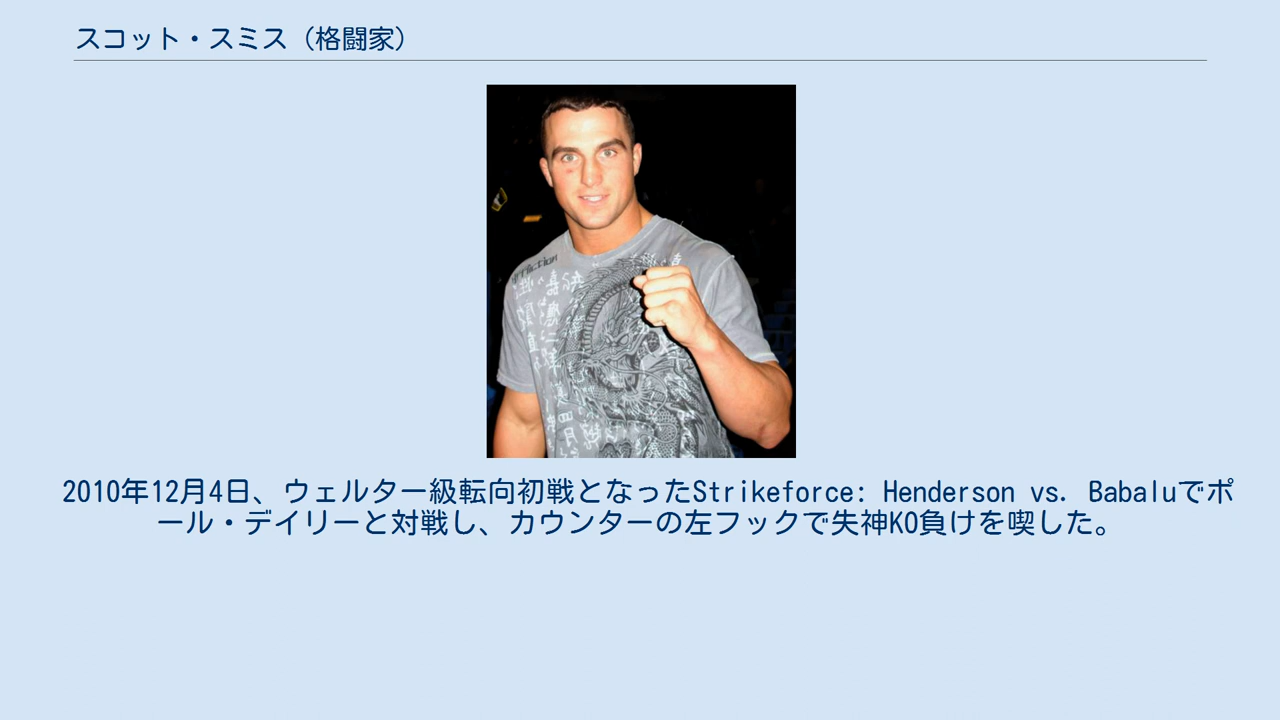 スコット・スミス（格闘家）
2010年12月4日、ウェルター級転向初戦となったStrikeforce: Henderson vs. Babaluでポ
ール・デイリーと対戦し、カウンターの左フックで失神KO負けを喫した。